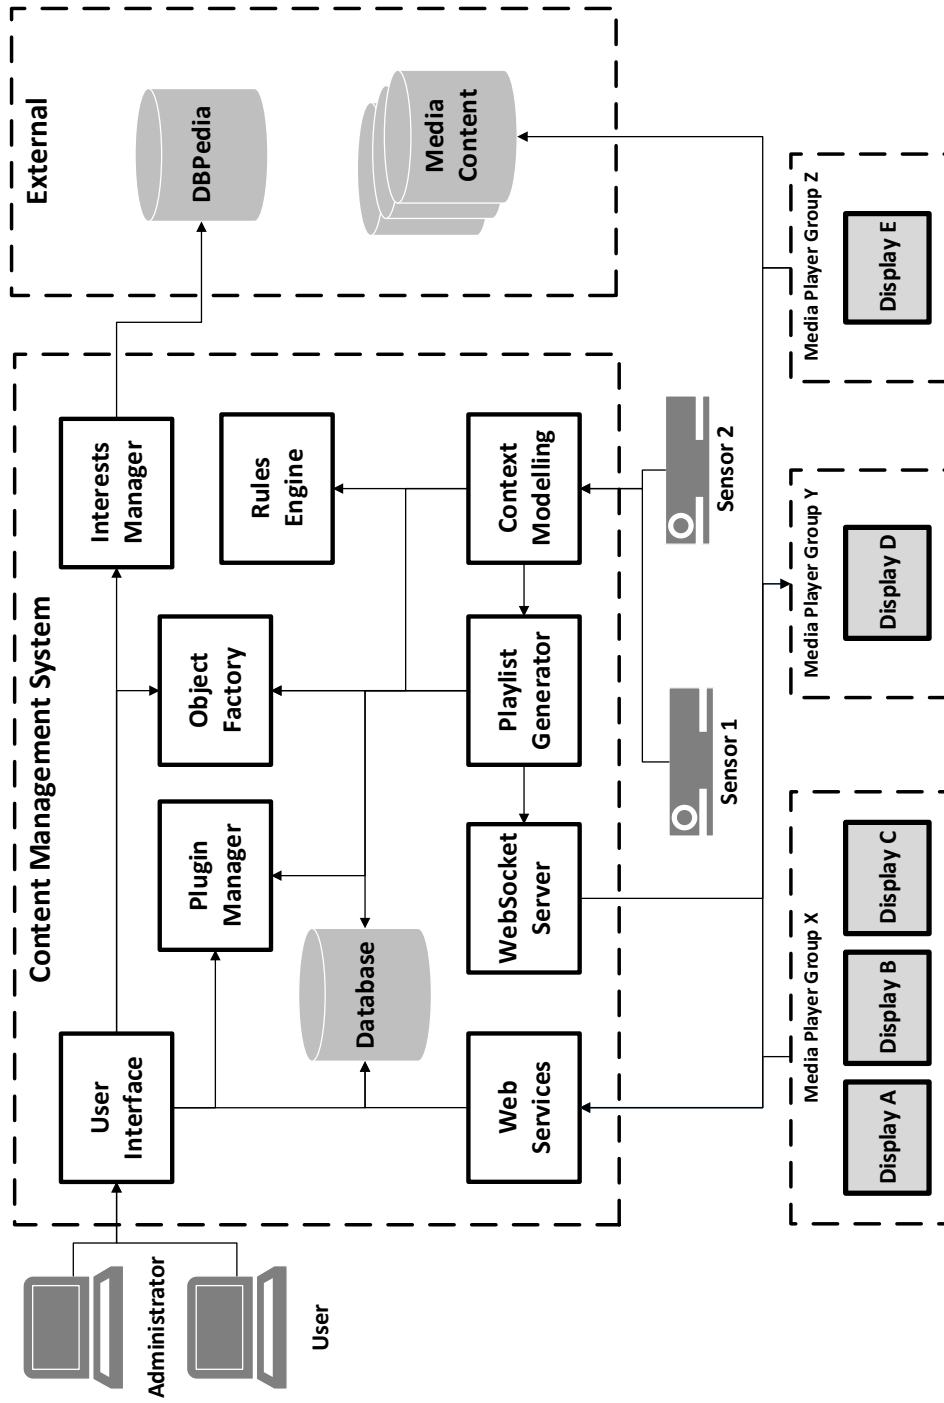 Content Management System
External
Administrator
User
User
Interface
Interests
Manager
DBPedia
Plugin
Manager
Object
Factory
Rules
Engine
Database
Media
Content
Web
Services
WebSocket
Server
Playlist
Generator
Context
Modelling
Sensor 1
Sensor 2
Media Player Group X
Display A
Display B
Display C
Media Player Group Y
Display D
Media Player Group Z
Display E